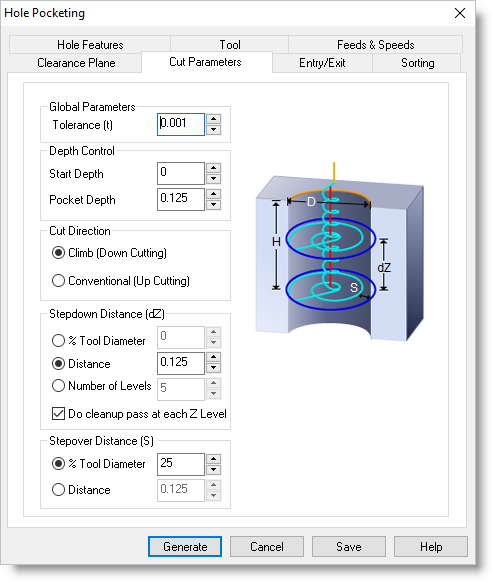 Hole Pocketing
Hole Features Tool Feeds & Speeds
Clearance Plane Cut Parameters Entry/Exit Sorting
Global Parameters
Tolerance (t) 0.001
Depth Control
Start Depth 0
Pocket Depth 0.125
Cut Direction
Climb (Down Cutting)
Conventional (Up Cutting)
Stepdown Distance (dZ)
% Tool Diameter 0
Distance 0.125
Number of Levels 5
Do cleanup pass at each Z Level
Stepover Distance (S)
% Tool Diameter 25
Distance 0.125
D
H
dZ
S
Generate Cancel Save Help